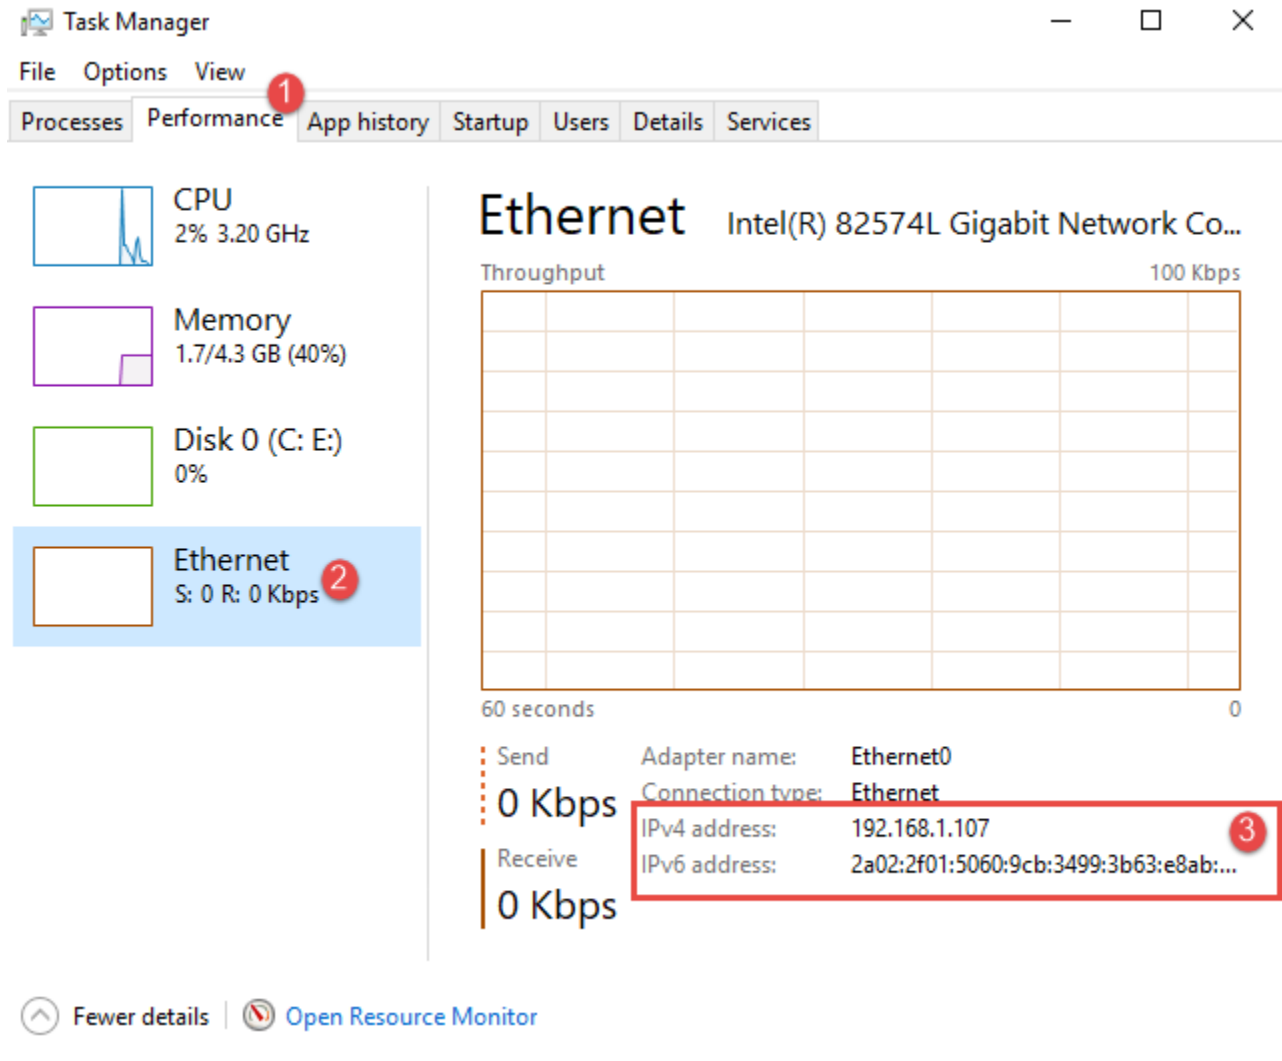 Task Manager
File Options View
1
Processes Performance App history Startup Users Details Services
CPU
2% 3.20 GHz
Memory
1.7/4.3 GB (40%)
Disk 0 (C: E:)
0%
Ethernet
S: 0 R: 0 Kbps
2
Ethernet Intel(R) 82574L Gigabit Network Co...
Throughput 100 Kbps
60 seconds 0
Send
0 Kbps
Receive
0 Kbps
Adapter name: Ethernet0
Connection type: Ethernet
IPv4 address: 192.168.1.107
3
IPv6 address: 2a02:2f01:5060:9cb:3499:3b63:e8ab:...
Fewer details Open Resource Monitor